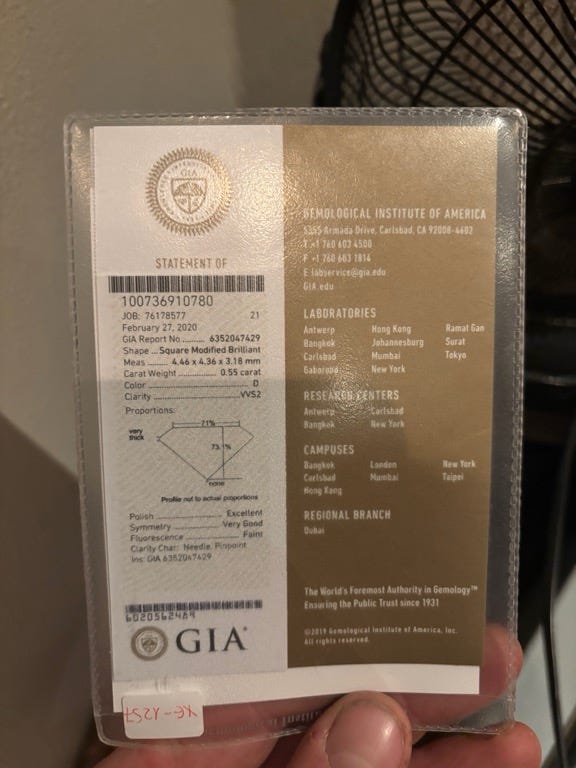 GIA
STATEMENT OF
100736910780
JOB: 76178577 21
February 27, 2020
GIA Report No. ......... 6352047429
Shape ... Square Modified Brilliant
Meas ....... 4.46 x 4.36 x 3.18 mm
Carat Weight ................ 0.55 carat
Color ........................................ D
Clarity ................................. VVS2
Proportions:
71%
very
thick
73.1%
none
Profile not to actual proportions
Polish .......................... Excellent
Symmetry ................. Very Good
Fluorescence .................... Faint
Clarity Char: Needle, Pinpoint
Ins: GIA 6352047429
GIA®
GEMOLOGICAL INSTITUTE OF AMERICA
5355 Armada Drive, Carlsbad, CA 92008-4602
T +1 760 603 4500
F +1 760 603 1814
E labservice@gia.edu
GIA.edu
LABORATORIES
Antwerp Hong Kong Ramat Gan
Bangkok Johannesburg Surat
Carlsbad Mumbai Tokyo
Gaborone New York
RESEARCH CENTERS
Antwerp Carlsbad
Bangkok New York
CAMPUSES
Bangkok London New York
Carlsbad Mumbai Taipei
Hong Kong
REGIONAL BRANCH
Dubai
The World's Foremost Authority in Gemology™
Ensuring the Public Trust since 1931
©2019 Gemological Institute of America, Inc.
All rights reserved.